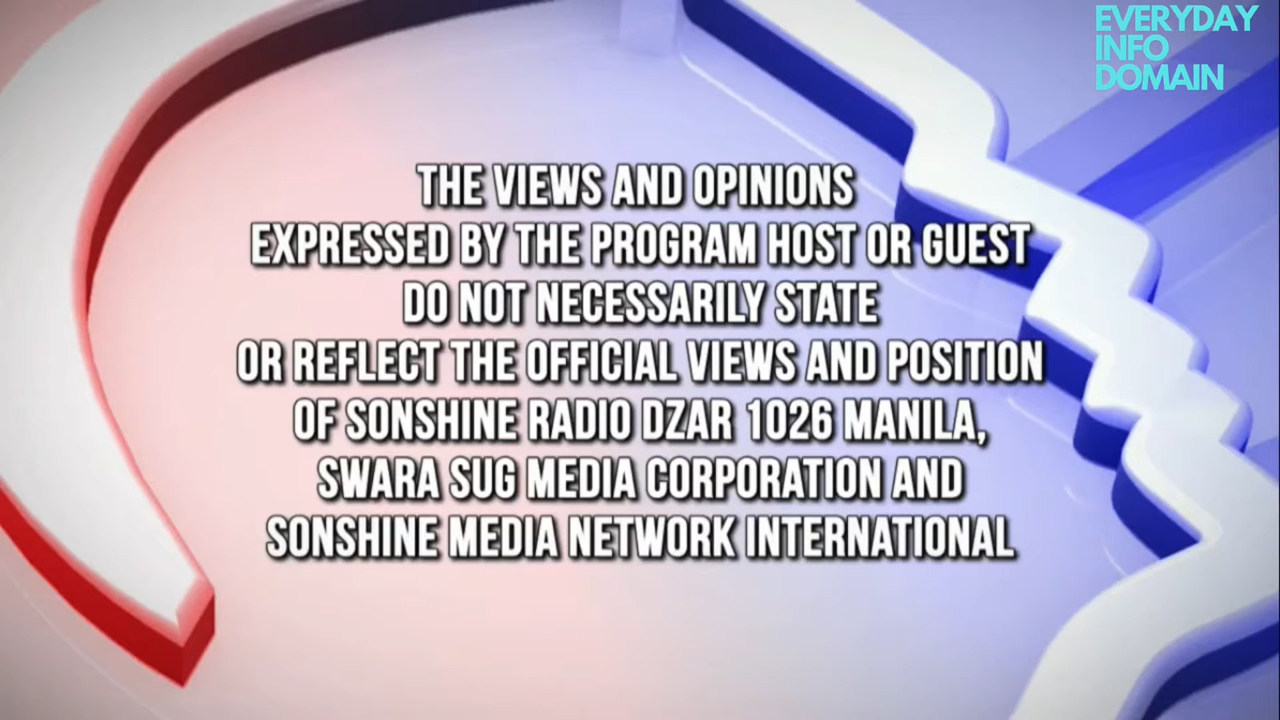 EVERYDAY
INFO
DOMAIN
THE VIEWS AND OPINIONS
EXPRESSED BY THE PROGRAM HOST OR GUEST
DO NOT NECESSARILY STATE
OR REFLECT THE OFFICIAL VIEWS AND POSITION
OF SONSHINE RADIO DZAR 1026 MANILA,
SWARA SUG MEDIA CORPORATION AND
SONSHINE MEDIA NETWORK INTERNATIONAL